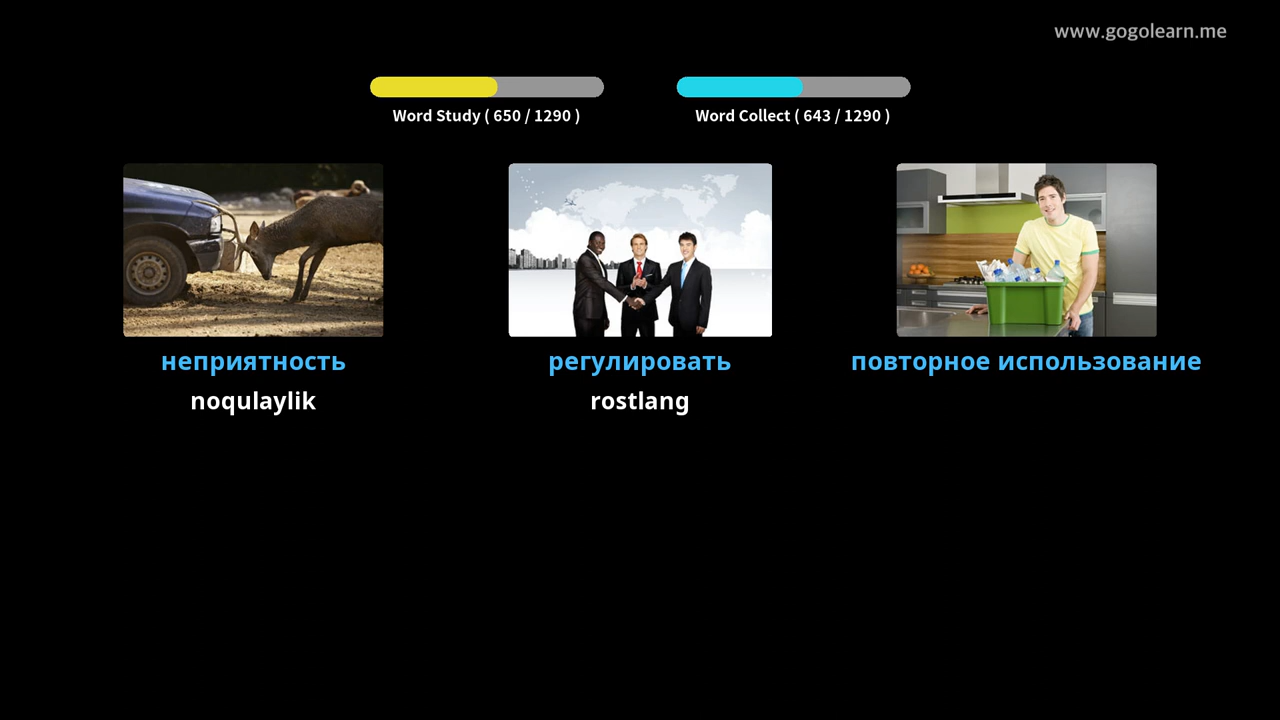 www.gogolearn.me
Word Study ( 650 / 1290 )
Word Collect ( 643 / 1290 )
неприятность
регулировать
повторное использование
noqulaylik
rostlang